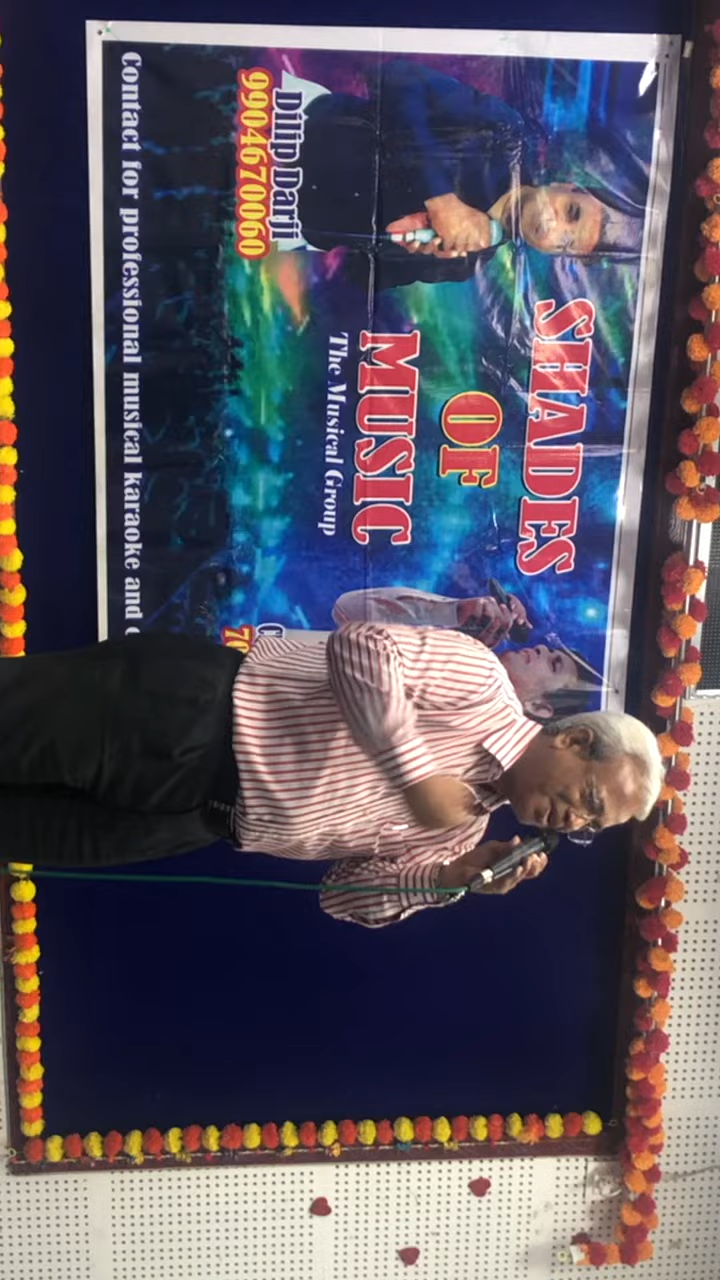 SHADES
OF
MUSIC
The Musical Group
Dilip Darji
9904670060
Contact for professional musical karaoke and